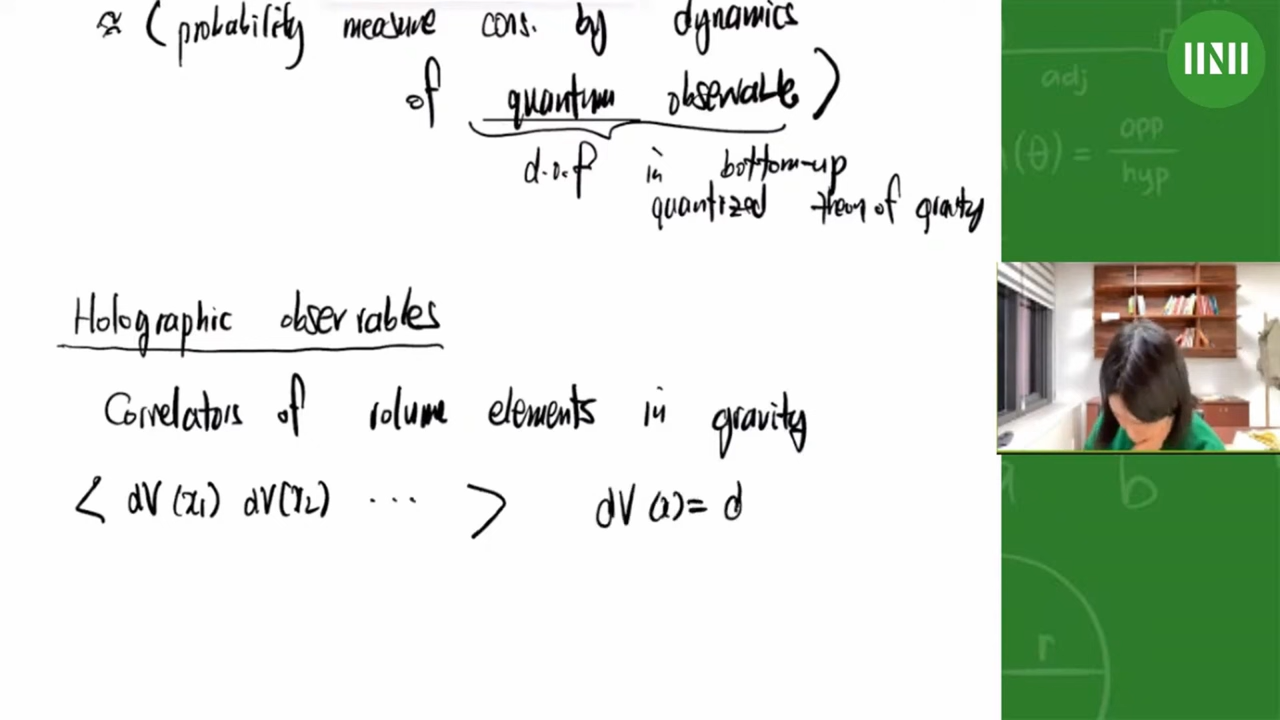 ≈ ( probability measure cons. by dynamics
of quantum observable )
d.o.f in bottom-up
quantized theory of gravity
Holographic observables
Correlators of volume elements in gravity
< dV(x₁) dV(x₂) ... > dV(x) = d
adj
(θ) = opp
hyp
b
r